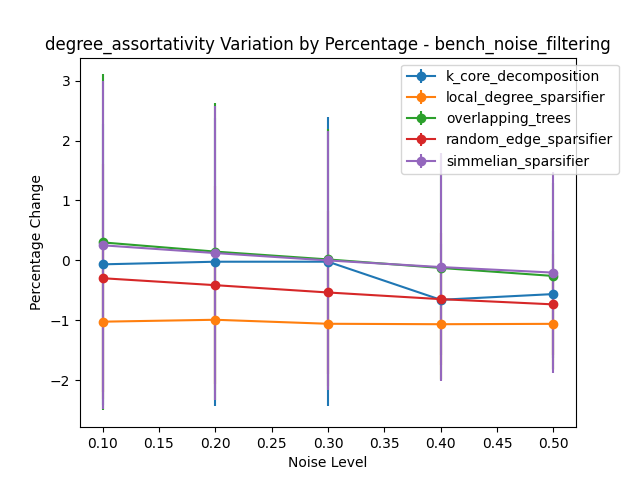 degree_assortativity Variation by Percentage - bench_noise_filtering
k_core_decomposition
local_degree_sparsifier
overlapping_trees
random_edge_sparsifier
simmelian_sparsifier
Percentage Change
3
2
1
0
−1
−2
0.10 0.15 0.20 0.25 0.30 0.35 0.40 0.45 0.50
Noise Level